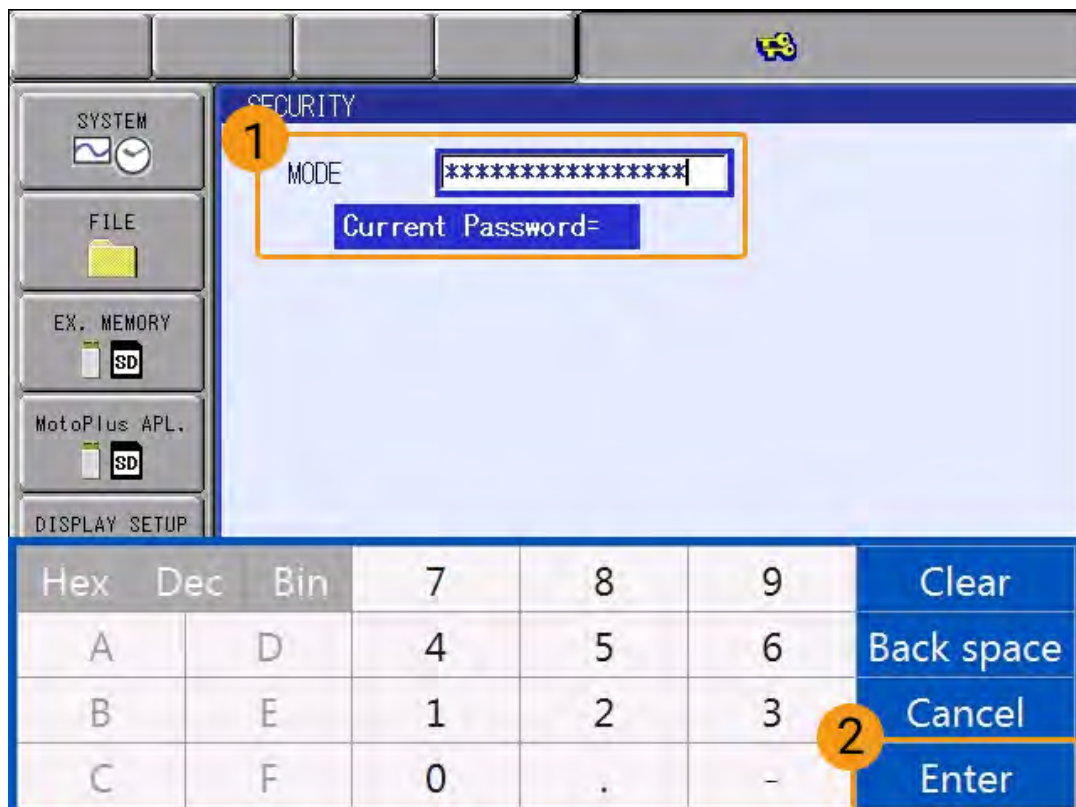 SECURITY
1
MODE ****************
Current Password=
SYSTEM
FILE
EX. MEMORY
SD
MotoPlus APL.
SD
DISPLAY SETUP
Hex Dec Bin 7 8 9 Clear
A D 4 5 6 Back space
B E 1 2 3 Cancel
2
C F 0 . - Enter